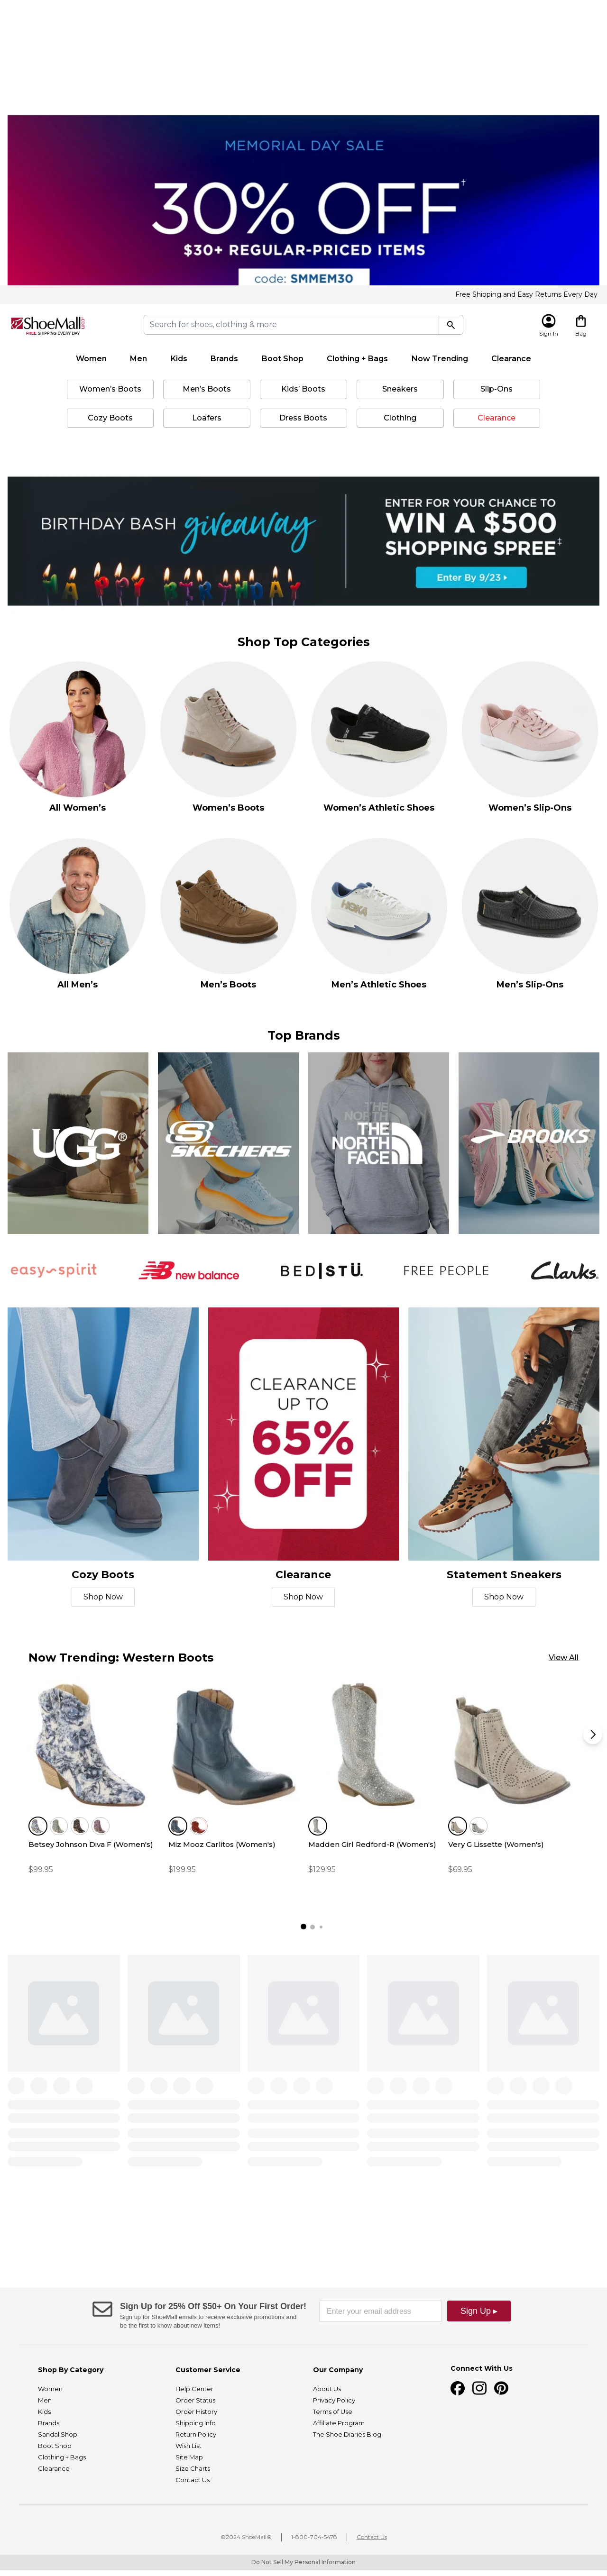 MEMORIAL DAY SALE
30% OFF†
$30+ REGULAR-PRICED ITEMS
code: SMMEM30
Free Shipping and Easy Returns Every Day
ShoeMall
FREE SHIPPING EVERY DAY
Search for shoes, clothing & more
Sign In
Bag
Women
Men
Kids
Brands
Boot Shop
Clothing + Bags
Now Trending
Clearance
Women's Boots
Men's Boots
Kids' Boots
Sneakers
Slip-Ons
Cozy Boots
Loafers
Dress Boots
Clothing
Clearance
BIRTHDAY BASH giveaway
HAPPY BIRTHDAY
ENTER FOR YOUR CHANCE TO
WIN A $500
SHOPPING SPREE‡
Enter By 9/23
Shop Top Categories
All Women's
Women's Boots
Women's Athletic Shoes
Women's Slip-Ons
All Men's
Men's Boots
Men's Athletic Shoes
Men's Slip-Ons
Top Brands
UGG®
SKECHERS
THE
NORTH
FACE
BROOKS
easy spirit
new balance
BED|STÜ.
FREE PEOPLE
Clarks
CLEARANCE
UP TO
65%
OFF
Cozy Boots
Shop Now
Clearance
Shop Now
Statement Sneakers
Shop Now
Now Trending: Western Boots
View All
Betsey Johnson Diva F (Women's)
$99.95
Miz Mooz Carlitos (Women's)
$199.95
Madden Girl Redford-R (Women's)
$129.95
Very G Lissette (Women's)
$69.95
Sign Up for 25% Off $50+ On Your First Order!
Sign up for ShoeMall emails to receive exclusive promotions and
be the first to know about new items!
Enter your email address
Sign Up ▸
Shop By Category
Women
Men
Kids
Brands
Sandal Shop
Boot Shop
Clothing + Bags
Clearance
Customer Service
Help Center
Order Status
Order History
Shipping Info
Return Policy
Wish List
Site Map
Size Charts
Contact Us
Our Company
About Us
Privacy Policy
Terms of Use
Affiliate Program
The Shoe Diaries Blog
Connect With Us
©2024 ShoeMall®
1-800-704-5478
Contact Us
Do Not Sell My Personal Information